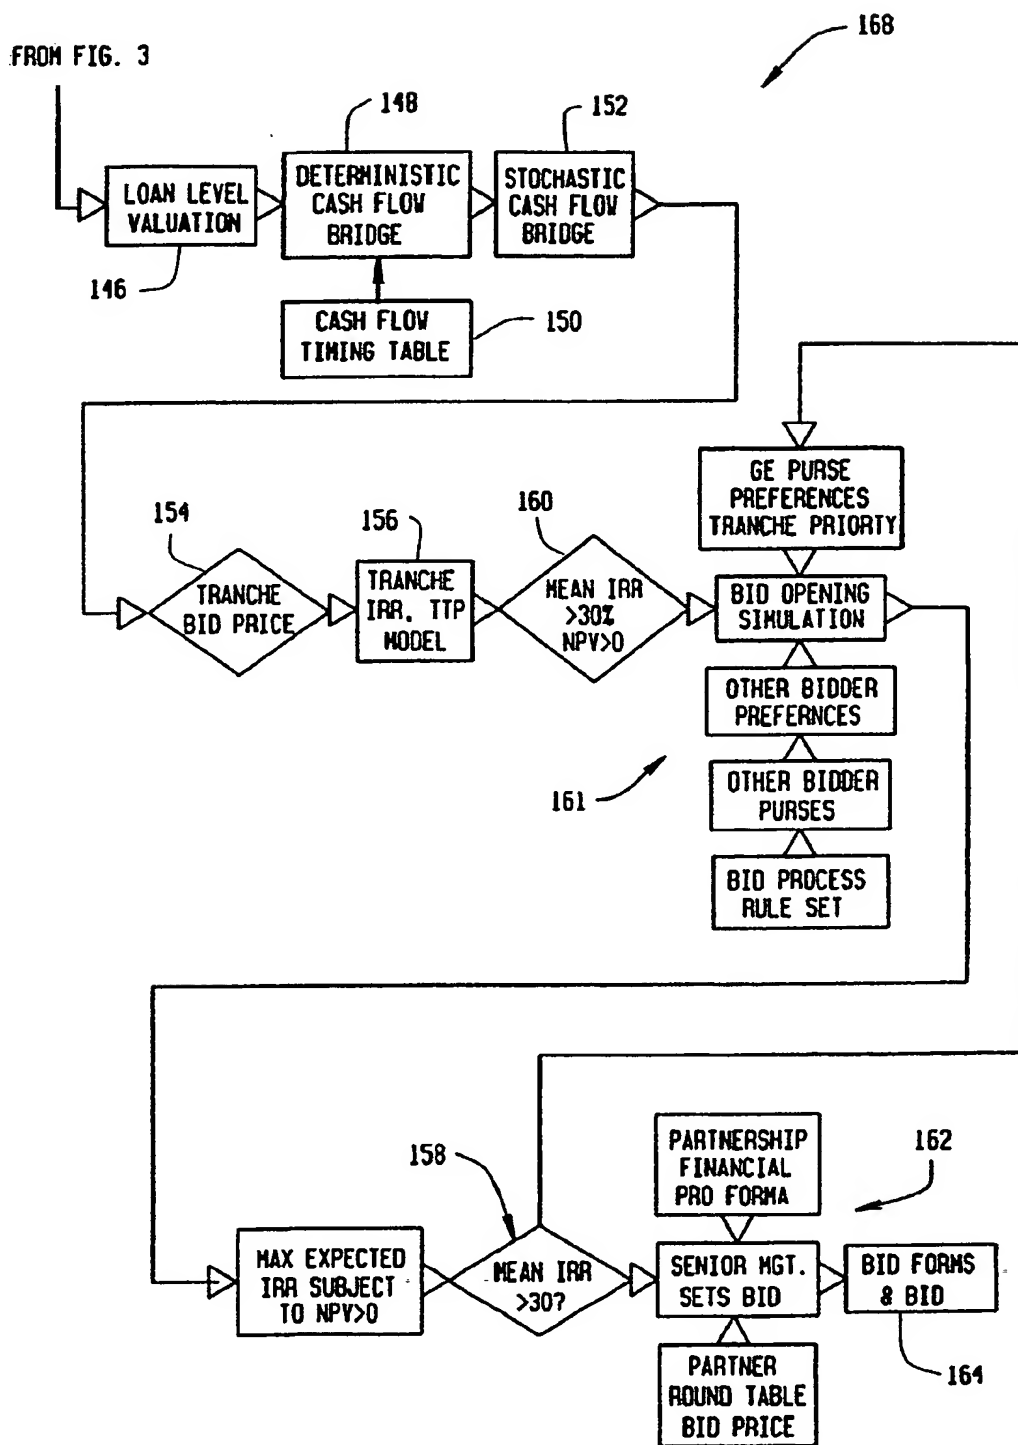 168
FROM FIG. 3
148
152
LOAN LEVEL
VALUATION
DETERMINISTIC
CASH FLOW
BRIDGE
STOCHASTIC
CASH FLOW
BRIDGE
146
CASH FLOW
TIMING TABLE
150
GE PURSE
PREFERENCES
TRANCHE PRIORTY
154
156
160
TRANCHE
BID PRICE
TRANCHE
IRR. TTP
MODEL
MEAN IRR
>30%
NPV>0
BID OPENING
SIMULATION
OTHER BIDDER
PREFERNCES
161
OTHER BIDDER
PURSES
BID PROCESS
RULE SET
158
PARTNERSHIP
FINANCIAL
PRO FORMA
162
MAX EXPECTED
IRR SUBJECT
TO NPV>0
MEAN IRR
>30?
SENIOR MGT.
SETS BID
BID FORMS
& BID
PARTNER
ROUND TABLE
BID PRICE
164